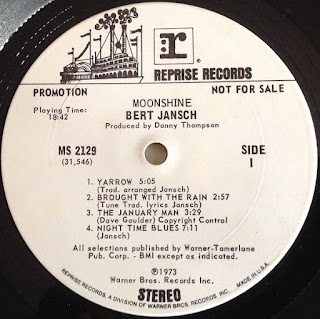 r
REPRISE RECORDS
PROMOTION
NOT FOR SALE
MOONSHINE
BERT JANSCH
Produced by Danny Thompson
Playing Time:
18:42
MS 2129
(31,546)
SIDE
1
1. YARROW 5:05
(Trad. arranged Jansch)
2. BROUGHT WITH THE RAIN 2:57
(Tune Trad. lyrics Jansch)
3. THE JANUARY MAN 3:29
(Dave Goulder) Copyright Control
4. NIGHT TIME BLUES 7:11
(Jansch)
All selections published by Warner-Tamerlane
Pub. Corp. - BMI except as indicated.
℗1973
Warner Bros. Records Inc.
STEREO
REPRISE RECORDS, A DIVISION OF WARNER BROS. RECORDS INC. MADE IN U.S.A.